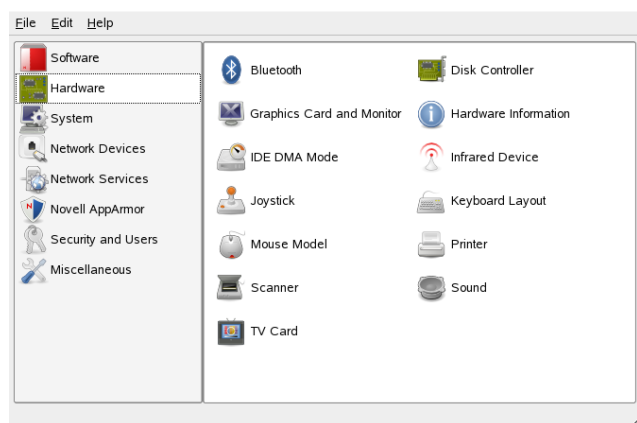 File Edit Help
Software
Hardware
System
Network Devices
Network Services
Novell AppArmor
Security and Users
Miscellaneous
Bluetooth
Disk Controller
Graphics Card and Monitor
Hardware Information
IDE DMA Mode
Infrared Device
Joystick
Keyboard Layout
Mouse Model
Printer
Scanner
Sound
TV Card